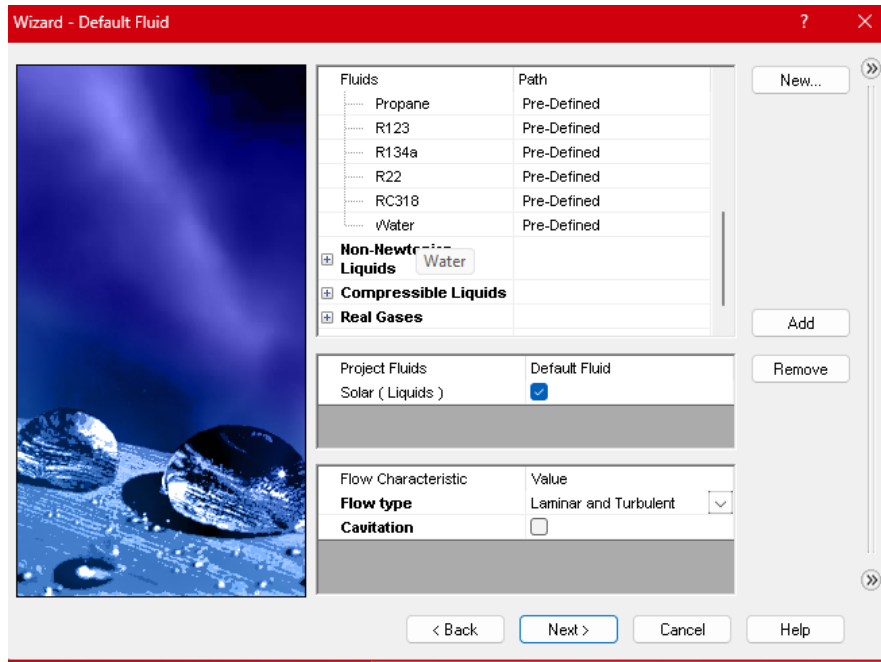 Wizard - Default Fluid
?
Fluids Path
Propane Pre-Defined
R123 Pre-Defined
R134a Pre-Defined
R22 Pre-Defined
RC318 Pre-Defined
Water Pre-Defined
Liquids
Water
Compressible Liquids
Real Gases
New...
Add
Project Fluids Default Fluid
Solar ( Liquids )
Remove
Flow Characteristic Value
Flow type Laminar and Turbulent
Cavitation
< Back Next > Cancel Help